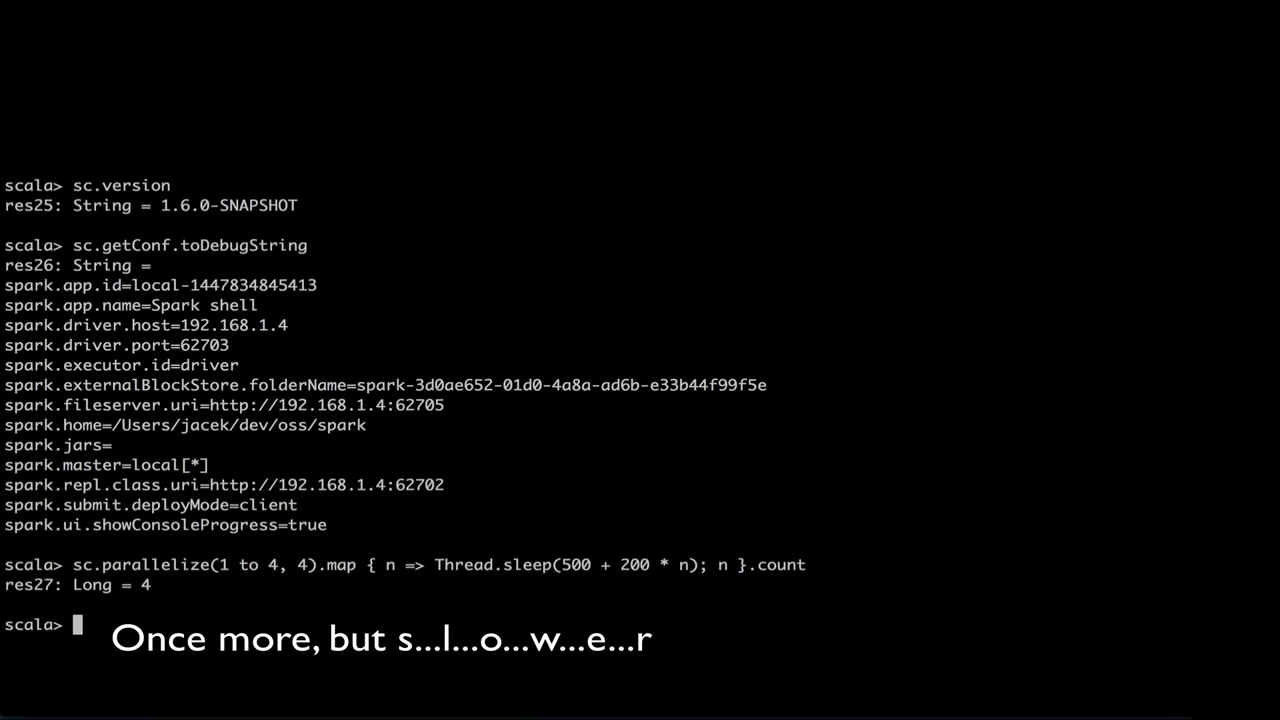 scala> sc.version
res25: String = 1.6.0-SNAPSHOT
scala> sc.getConf.toDebugString
res26: String =
spark.app.id=local-1447834845413
spark.app.name=Spark shell
spark.driver.host=192.168.1.4
spark.driver.port=62703
spark.executor.id=driver
spark.externalBlockStore.folderName=spark-3d0ae652-01d0-4a8a-ad6b-e33b44f99f5e
spark.fileserver.uri=http://192.168.1.4:62705
spark.home=/Users/jacek/dev/oss/spark
spark.jars=
spark.master=local[*]
spark.repl.class.uri=http://192.168.1.4:62702
spark.submit.deployMode=client
spark.ui.showConsoleProgress=true
scala> sc.parallelize(1 to 4, 4).map { n => Thread.sleep(500 + 200 * n); n }.count
res27: Long = 4
scala>
Once more, but s...l...o...w...e...r